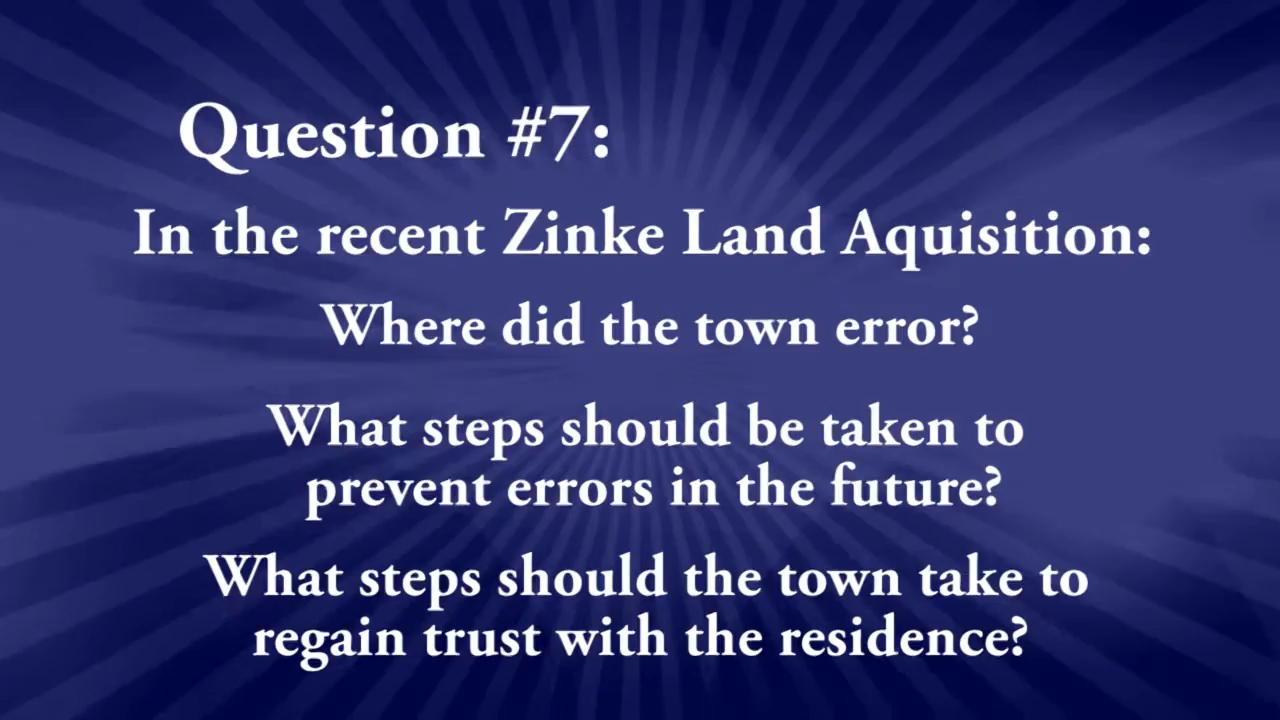 Question #7:
In the recent Zinke Land Aquisition:
Where did the town error?
What steps should be taken to
prevent errors in the future?
What steps should the town take to
regain trust with the residence?